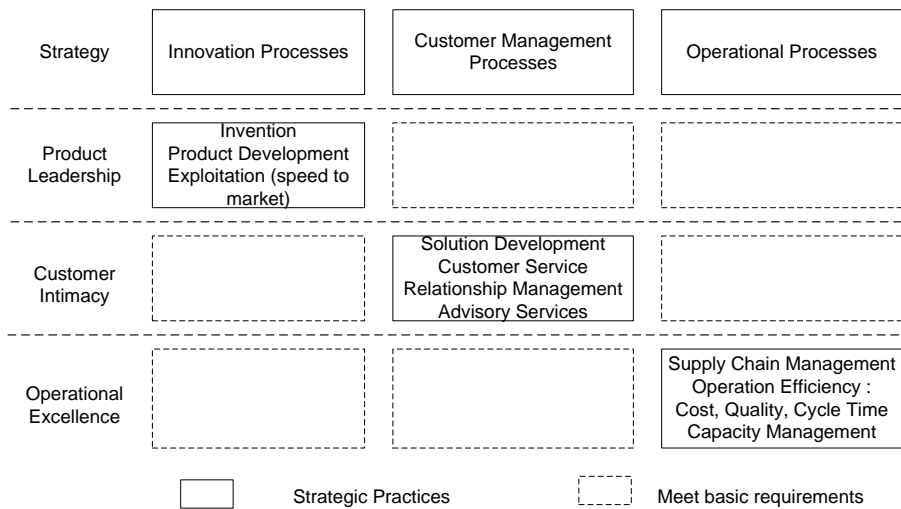 Strategy
Innovation Processes
Customer Management
Processes
Operational Processes
Product
Leadership
Invention
Product Development
Exploitation (speed to
market)
Customer
Intimacy
Solution Development
Customer Service
Relationship Management
Advisory Services
Operational
Excellence
Supply Chain Management
Operation Efficiency :
Cost, Quality, Cycle Time
Capacity Management
Strategic Practices
Meet basic requirements